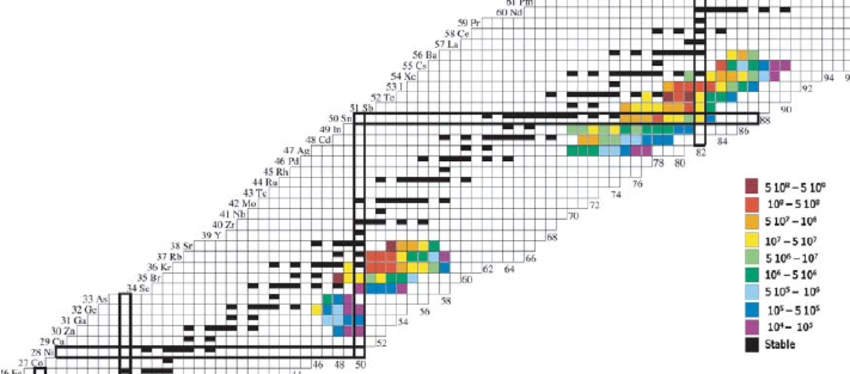 61 Pm
60 Nd
59 Pr
58 Ce
57 La
56 Ba
55 Cs
54 Xe
53 I
52 Te
51 Sb
50 Sn
49 In
48 Cd
47 Ag
46 Pd
45 Rh
44 Ru
43 Tc
42 Mo
41 Nb
40 Zr
39 Y
38 Sr
37 Rb
36 Kr
35 Br
34 Se
33 As
32 Ge
31 Ga
30 Zn
29 Cu
28 Ni
27 Co
46 48 50
52
54
56
58
60
62 64
66
68
70
72
74
76
78 80
82
84
86
88
90
92
94
5 10⁸ – 5 10⁹
10⁸ – 5 10⁸
5 10⁷ – 10⁸
10⁷ – 5 10⁷
5 10⁶ – 10⁷
10⁶ – 5 10⁶
5 10⁵ – 10⁶
10⁵ – 5 10⁵
10⁴ – 10⁵
Stable